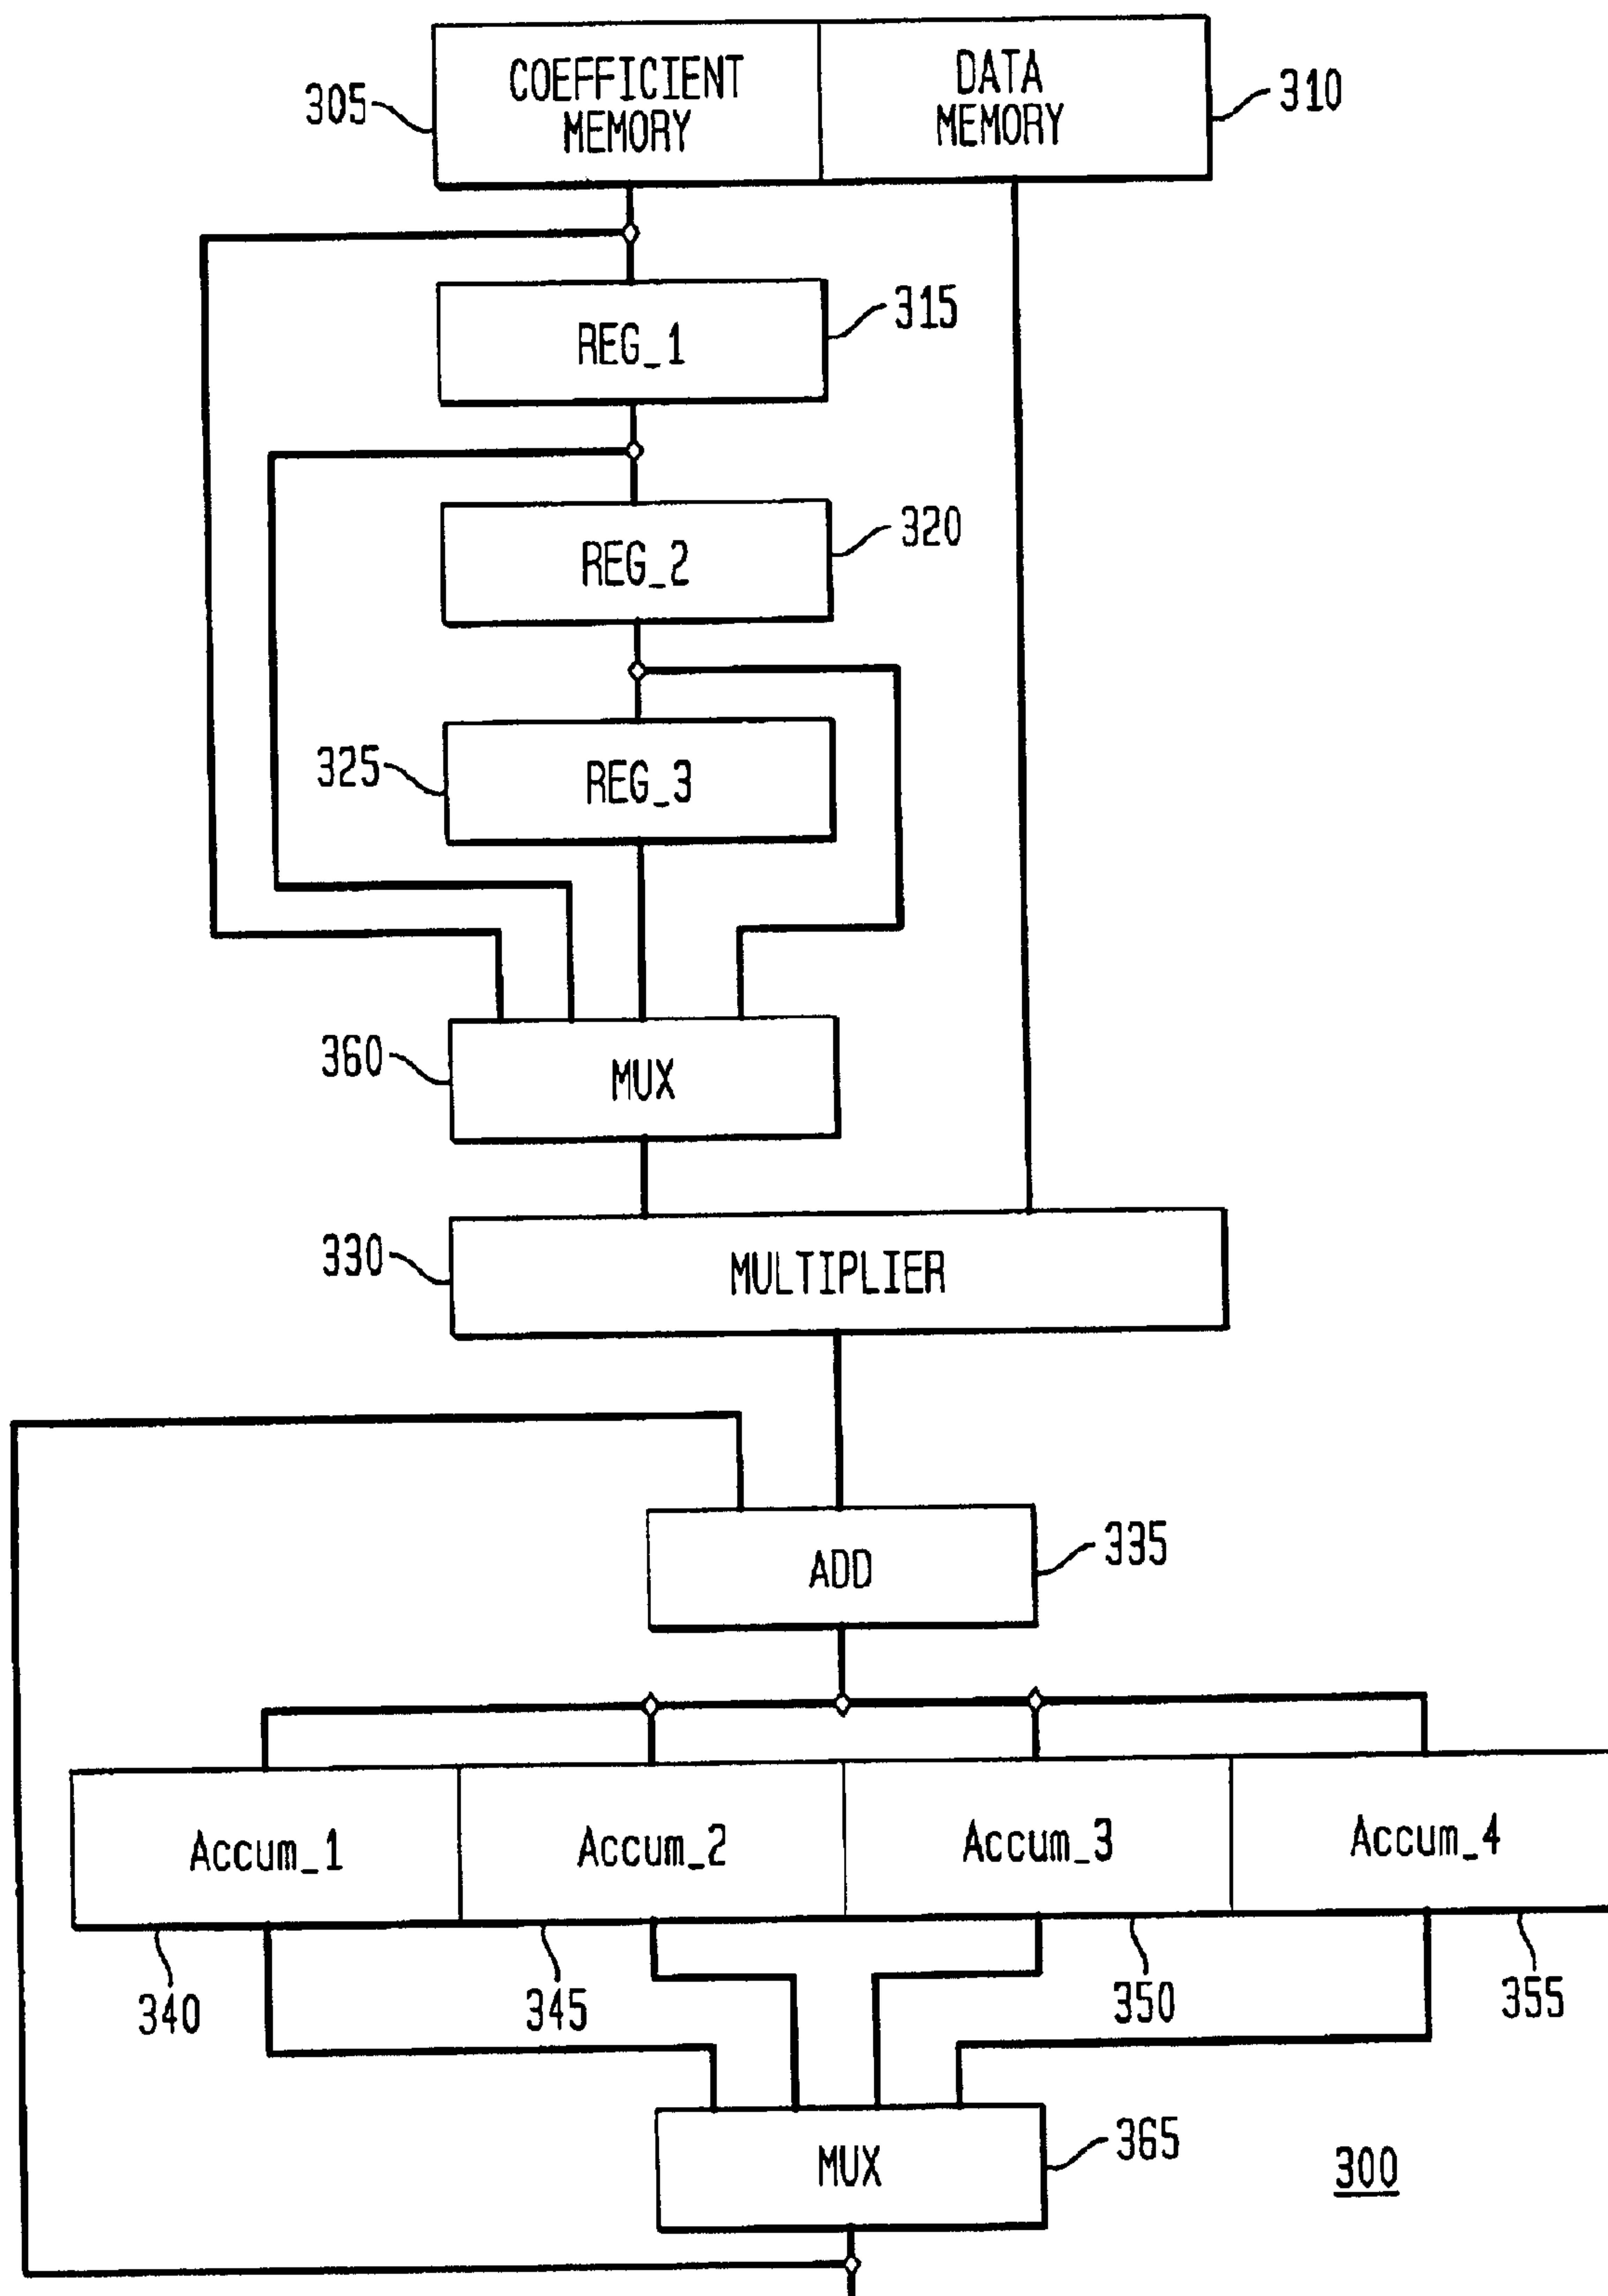 COEFFICIENT
MEMORY
DATA
MEMORY
305
310
REG_1
315
REG_2
320
325
REG_3
360
MUX
330
MULTIPLIER
ADD
335
Accum_1
Accum_2
Accum_3
Accum_4
340
345
350
355
MUX
365
300